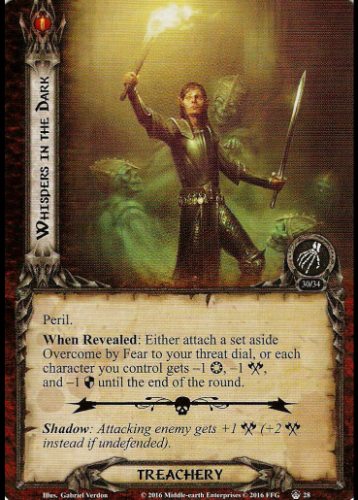 WHISPERS IN THE DARK
30/34
Peril.
When Revealed: Either attach a set aside
Overcome by Fear to your threat dial, or each
character you control gets –1 , –1 ,
and –1 until the end of the round.
Shadow: Attacking enemy gets +1 (+2
instead if undefended).
TREACHERY
Illus. Gabriel Verdon
© 2016 Middle-earth Enterprises © 2016 FFG
28